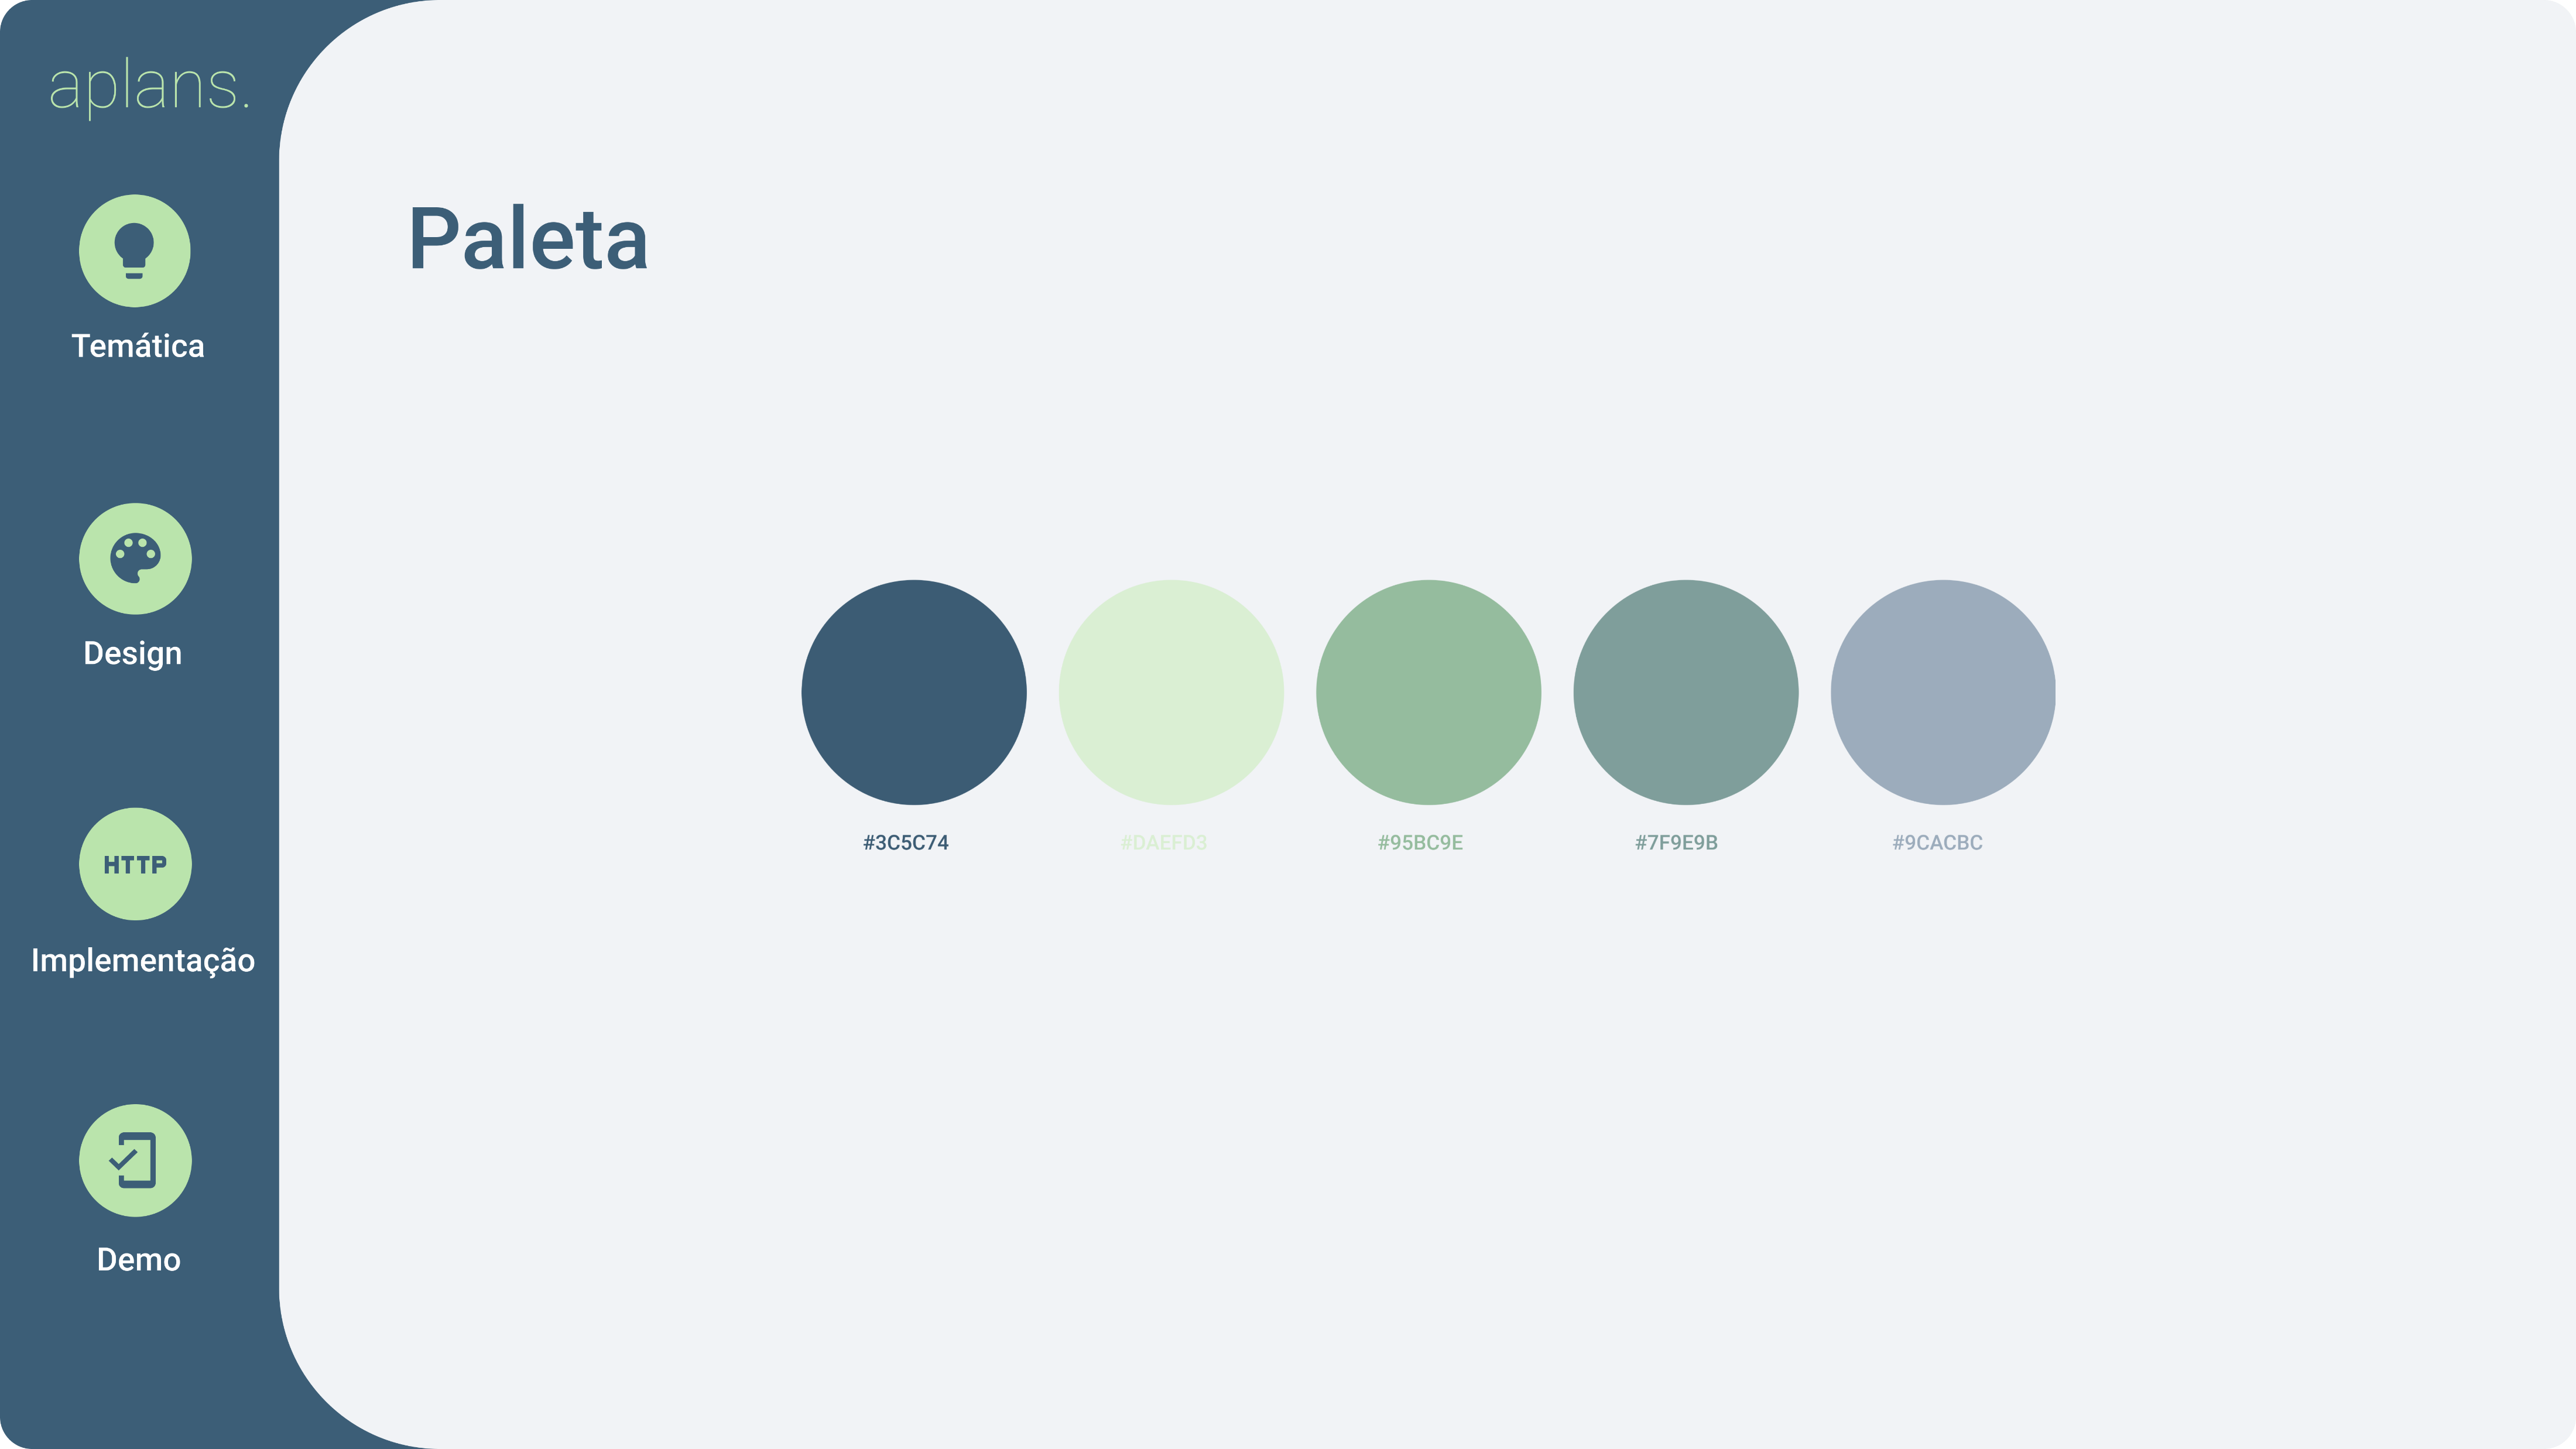 aplans.
Temática
Design
HTTP
Implementação
Demo
Paleta
#3C5C74
#DAEFD3
#95BC9E
#7F9E9B
#9CACBC